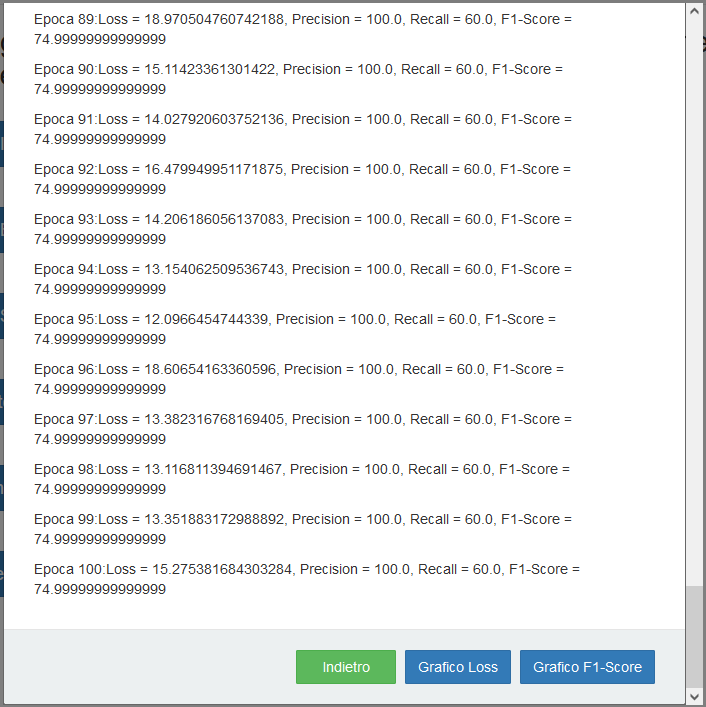 Epoca 89:Loss = 18.970504760742188, Precision = 100.0, Recall = 60.0, F1-Score =
74.99999999999999
Epoca 90:Loss = 15.11423361301422, Precision = 100.0, Recall = 60.0, F1-Score =
74.99999999999999
Epoca 91:Loss = 14.027920603752136, Precision = 100.0, Recall = 60.0, F1-Score =
74.99999999999999
Epoca 92:Loss = 16.479949951171875, Precision = 100.0, Recall = 60.0, F1-Score =
74.99999999999999
Epoca 93:Loss = 14.206186056137083, Precision = 100.0, Recall = 60.0, F1-Score =
74.99999999999999
Epoca 94:Loss = 13.154062509536743, Precision = 100.0, Recall = 60.0, F1-Score =
74.99999999999999
Epoca 95:Loss = 12.0966454744339, Precision = 100.0, Recall = 60.0, F1-Score =
74.99999999999999
Epoca 96:Loss = 18.60654163360596, Precision = 100.0, Recall = 60.0, F1-Score =
74.99999999999999
Epoca 97:Loss = 13.382316768169405, Precision = 100.0, Recall = 60.0, F1-Score =
74.99999999999999
Epoca 98:Loss = 13.116811394691467, Precision = 100.0, Recall = 60.0, F1-Score =
74.99999999999999
Epoca 99:Loss = 13.351883172988892, Precision = 100.0, Recall = 60.0, F1-Score =
74.99999999999999
Epoca 100:Loss = 15.275381684303284, Precision = 100.0, Recall = 60.0, F1-Score =
74.99999999999999
Indietro Grafico Loss Grafico F1-Score